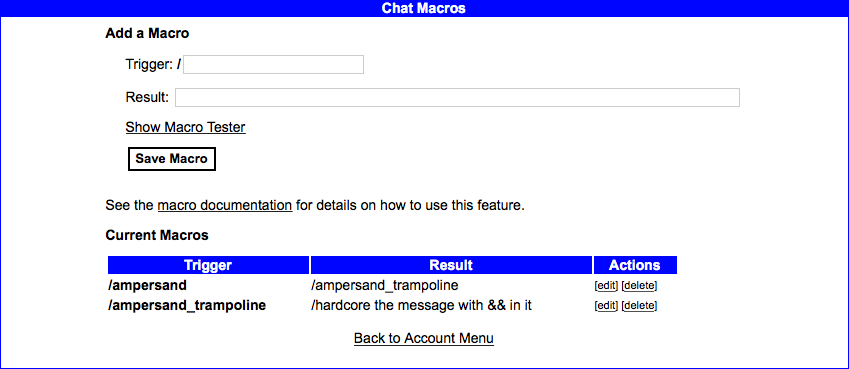 Chat Macros
Add a Macro
Trigger: /
Result:
Show Macro Tester
Save Macro
See the macro documentation for details on how to use this feature.
Current Macros
Trigger Result Actions
/ampersand /ampersand_trampoline [edit] [delete]
/ampersand_trampoline /hardcore the message with && in it [edit] [delete]
Back to Account Menu